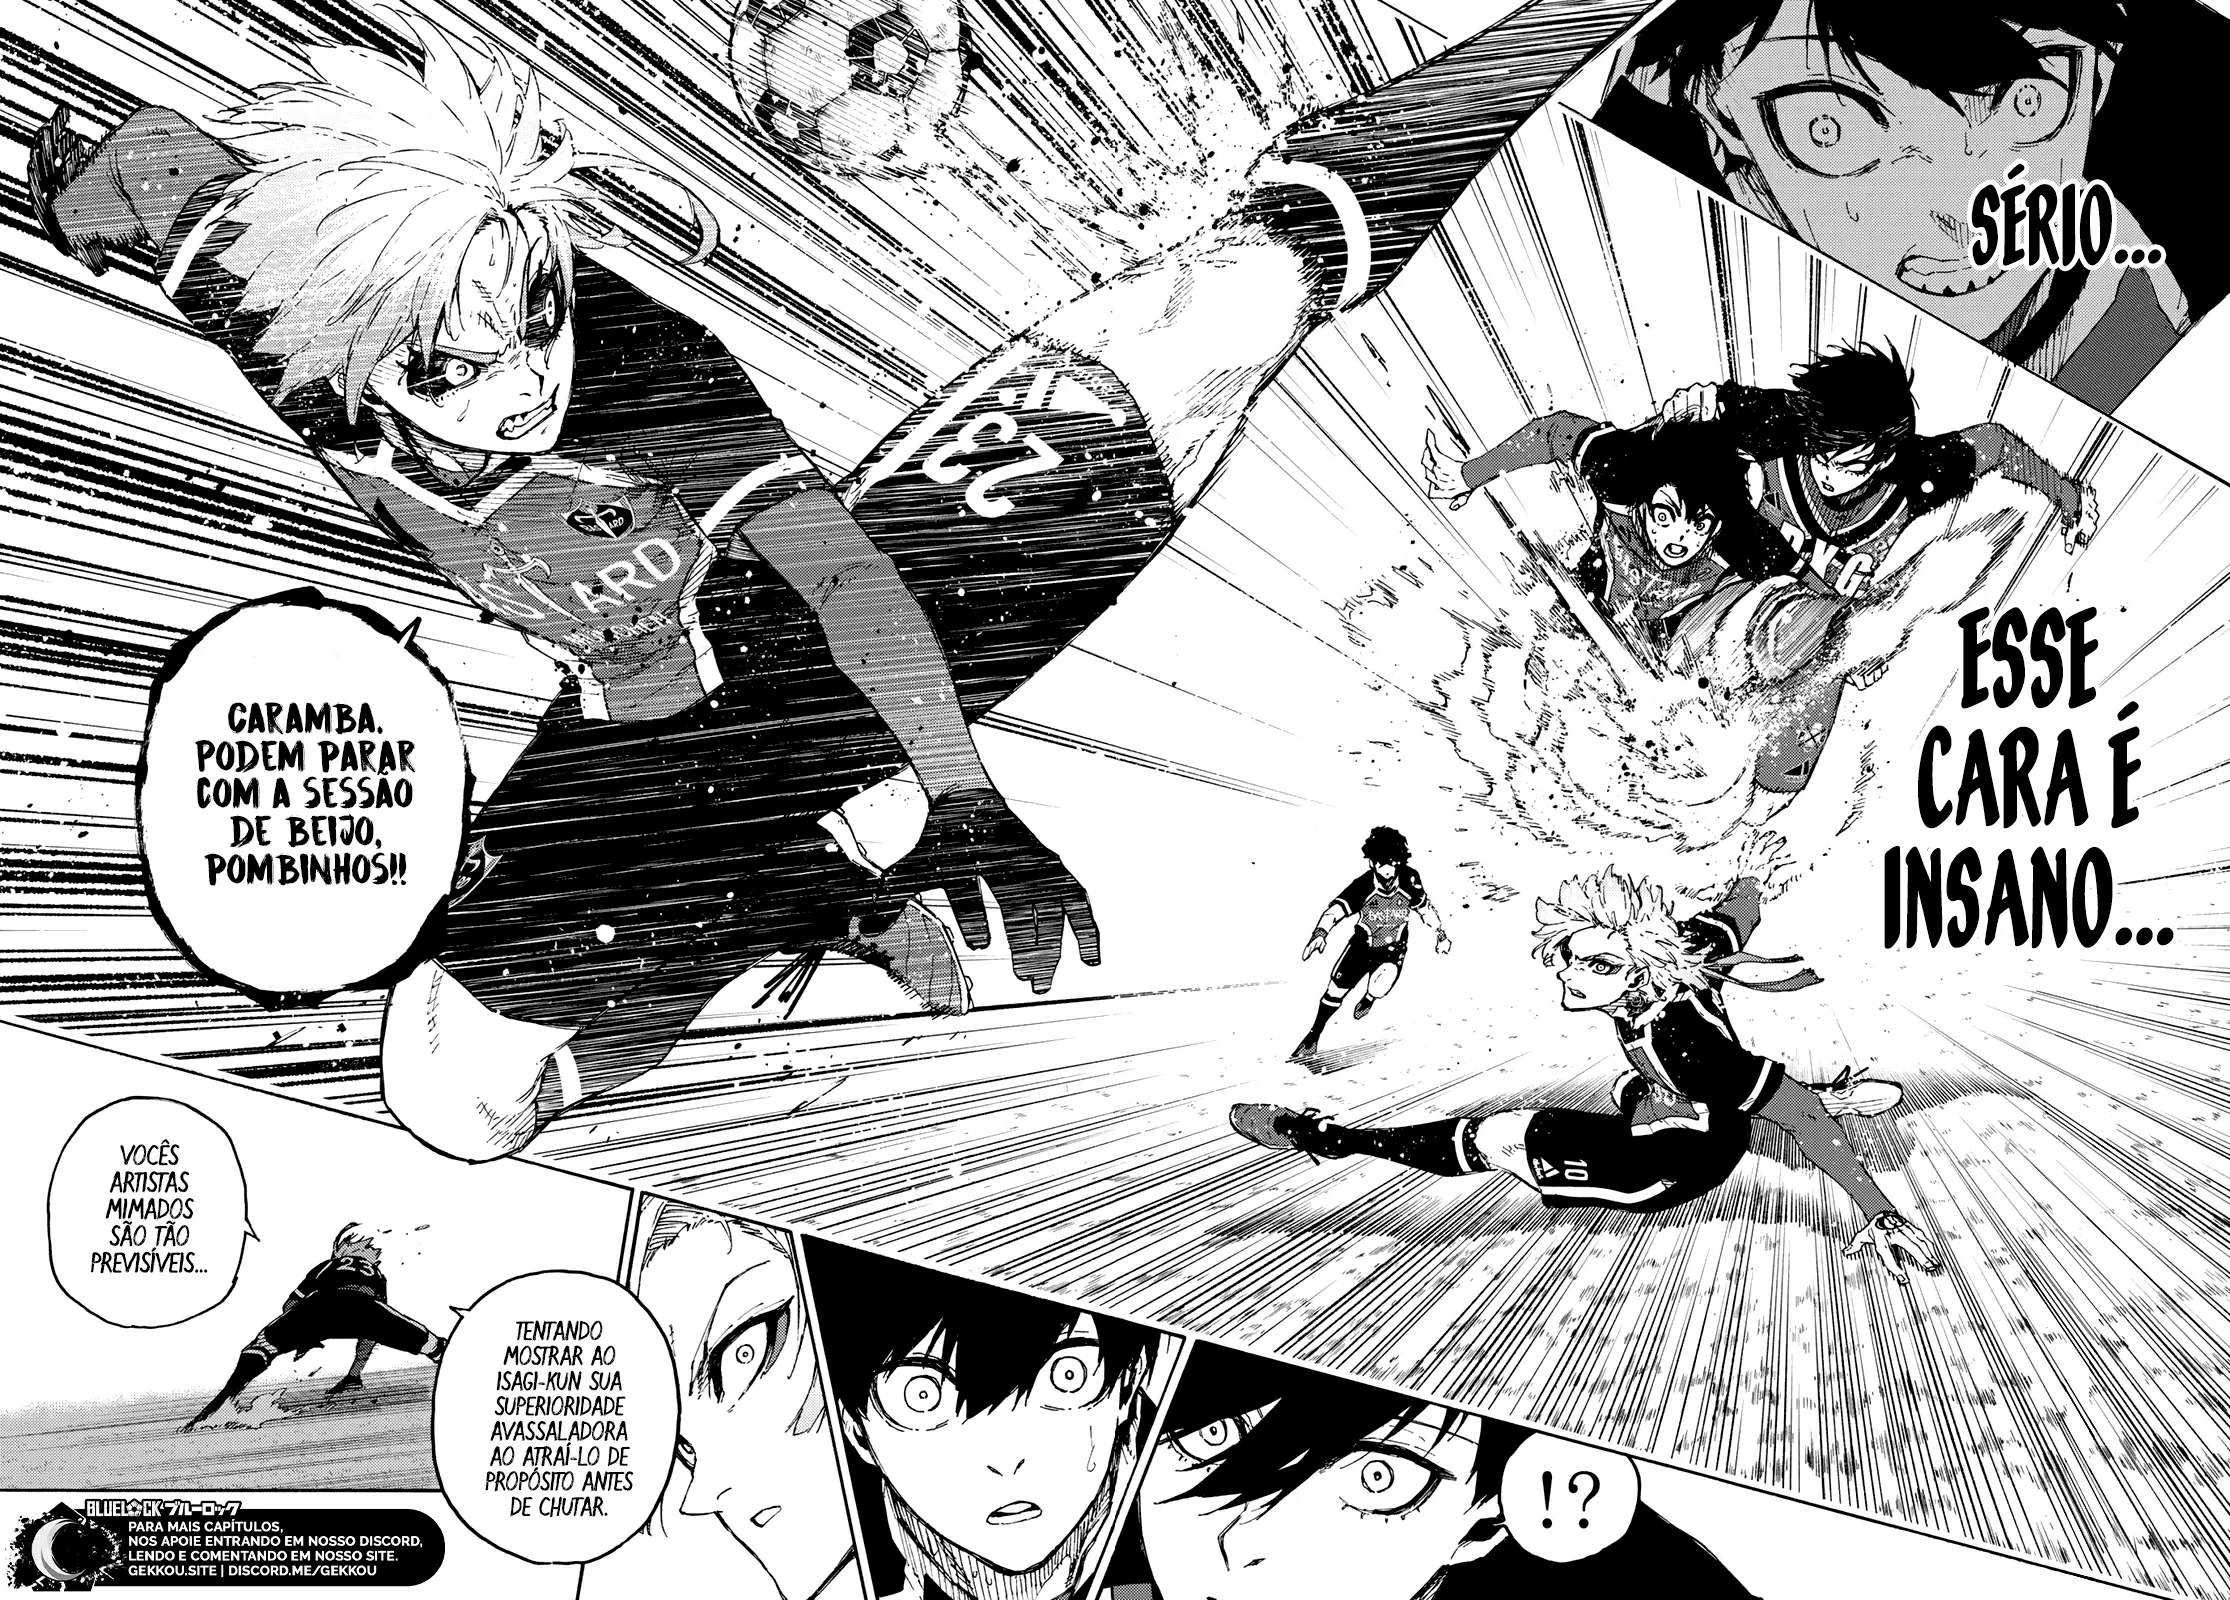 SÉRIO...
ESSE
CARA É
INSANO...
23
CARAMBA.
PODEM PARAR
COM A SESSÃO
DE BEIJO,
POMBINHOS!!
10
!?
TENTANDO
MOSTRAR AO
ISAGI-KUN SUA
SUPERIORIDADE
AVASSALADORA
AO ATRAÍ-LO DE
PROPÓSITO ANTES
DE CHUTAR.
VOCÊS
ARTISTAS
MIMADOS
SÃO TÃO
PREVISÍVEIS...
23
BLUELOCK ブルーロック
PARA MAIS CAPÍTULOS,
NOS APOIE ENTRANDO EM NOSSO DISCORD,
LENDO E COMENTANDO EM NOSSO SITE.
GEKKOU.SITE | DISCORD.ME/GEKKOU